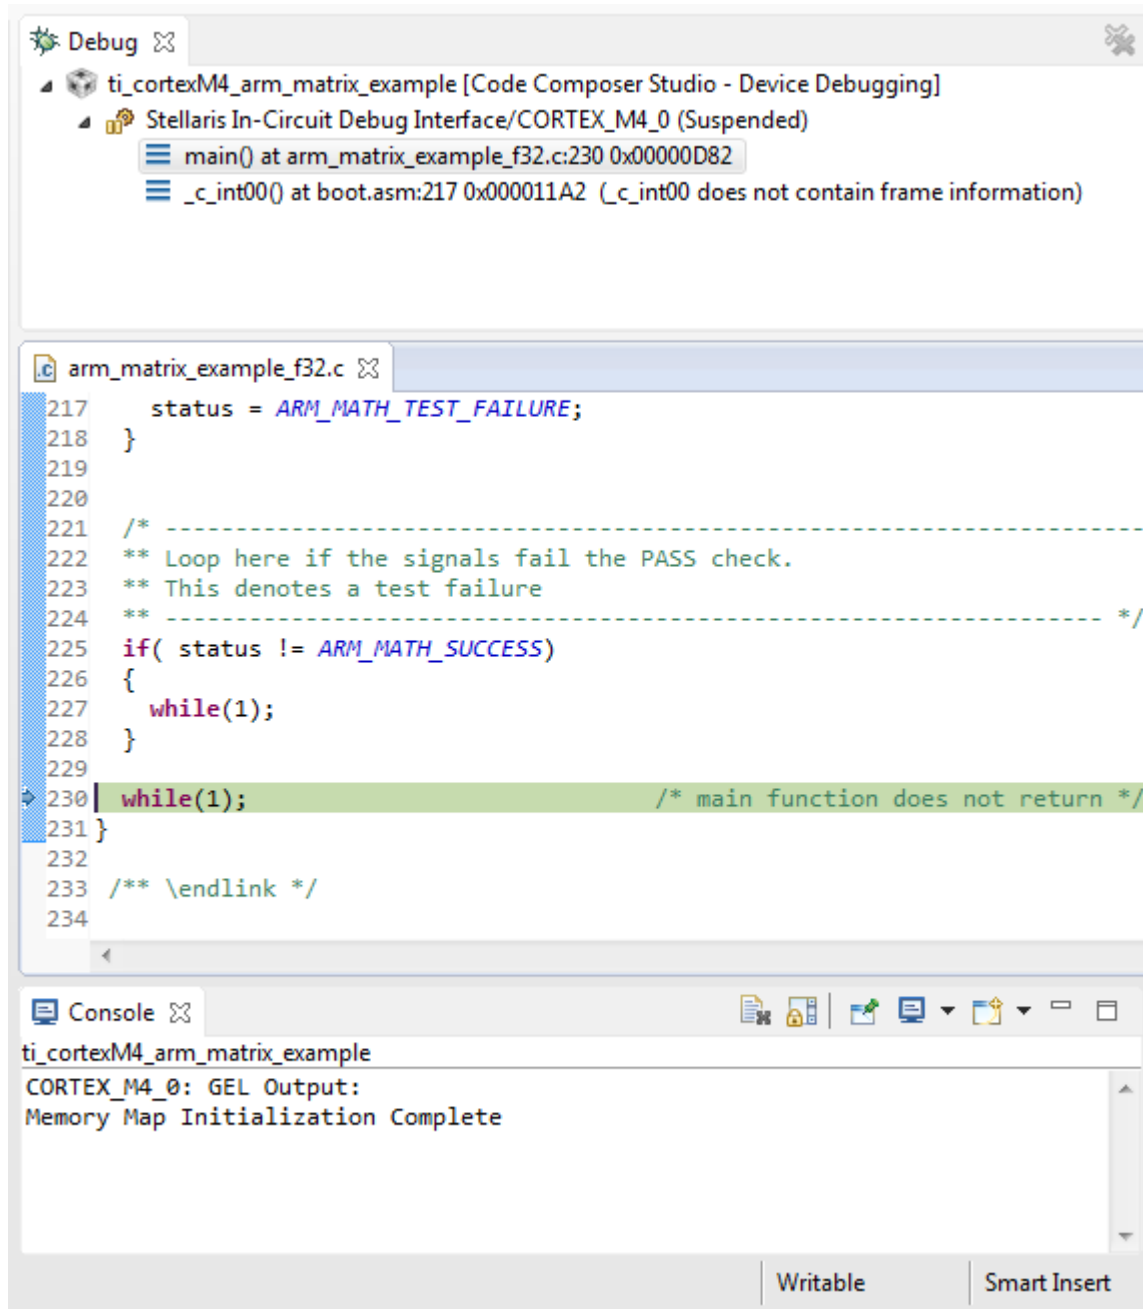 Debug
ti_cortexM4_arm_matrix_example [Code Composer Studio - Device Debugging]
Stellaris In-Circuit Debug Interface/CORTEX_M4_0 (Suspended)
main() at arm_matrix_example_f32.c:230 0x00000D82
_c_int00() at boot.asm:217 0x000011A2 (_c_int00 does not contain frame information)
.c arm_matrix_example_f32.c
217 status = ARM_MATH_TEST_FAILURE;
218 }
219
220
221 /* ----------------------------------------------------------------------
222 ** Loop here if the signals fail the PASS check.
223 ** This denotes a test failure
224 ** ------------------------------------------------------------------- */
225 if( status != ARM_MATH_SUCCESS)
226 {
227 while(1);
228 }
229
230 while(1); /* main function does not return */
231 }
232
233 /** \endlink */
234
Console
ti_cortexM4_arm_matrix_example
CORTEX_M4_0: GEL Output:
Memory Map Initialization Complete
Writable Smart Insert